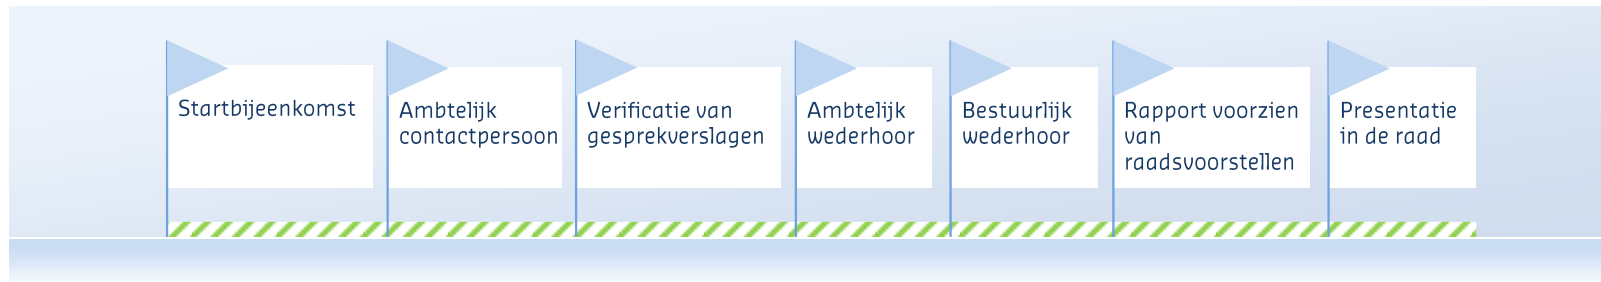 Startbijeenkomst
Ambtelijk
contactpersoon
Verificatie van
gesprekverslagen
Ambtelijk
wederhoor
Bestuurlijk
wederhoor
Rapport voorzien
van
raadsvoorstellen
Presentatie
in de raad